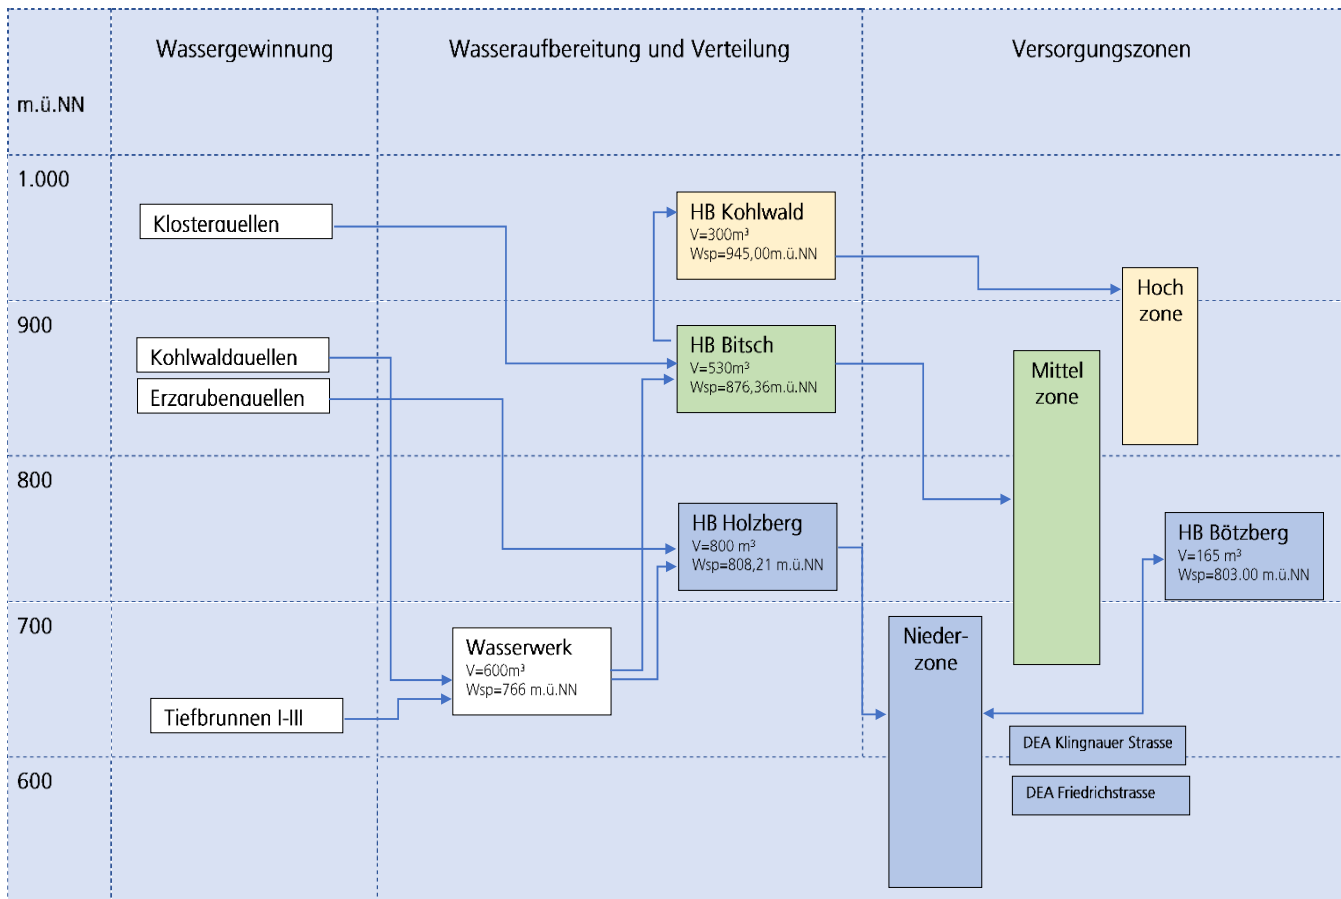 Wassergewinnung
Wasseraufbereitung und Verteilung
Versorgungszonen
m.ü.NN
1.000
Klosterquellen
HB Kohlwald
V=300m³
Wsp=945,00m.ü.NN
Hoch
zone
900
Kohlwaldquellen
Erzgrubenquellen
HB Bitsch
V=530m³
Wsp=876,36m.ü.NN
Mittel
zone
800
HB Holzberg
V=800 m³
Wsp=808,21 m.ü.NN
HB Bötzberg
V=165 m³
Wsp=803.00 m.ü.NN
700
Wasserwerk
V=600m³
Wsp=766 m.ü.NN
Nieder-
zone
Tiefbrunnen I-III
DEA Klingnauer Strasse
600
DEA Friedrichstrasse